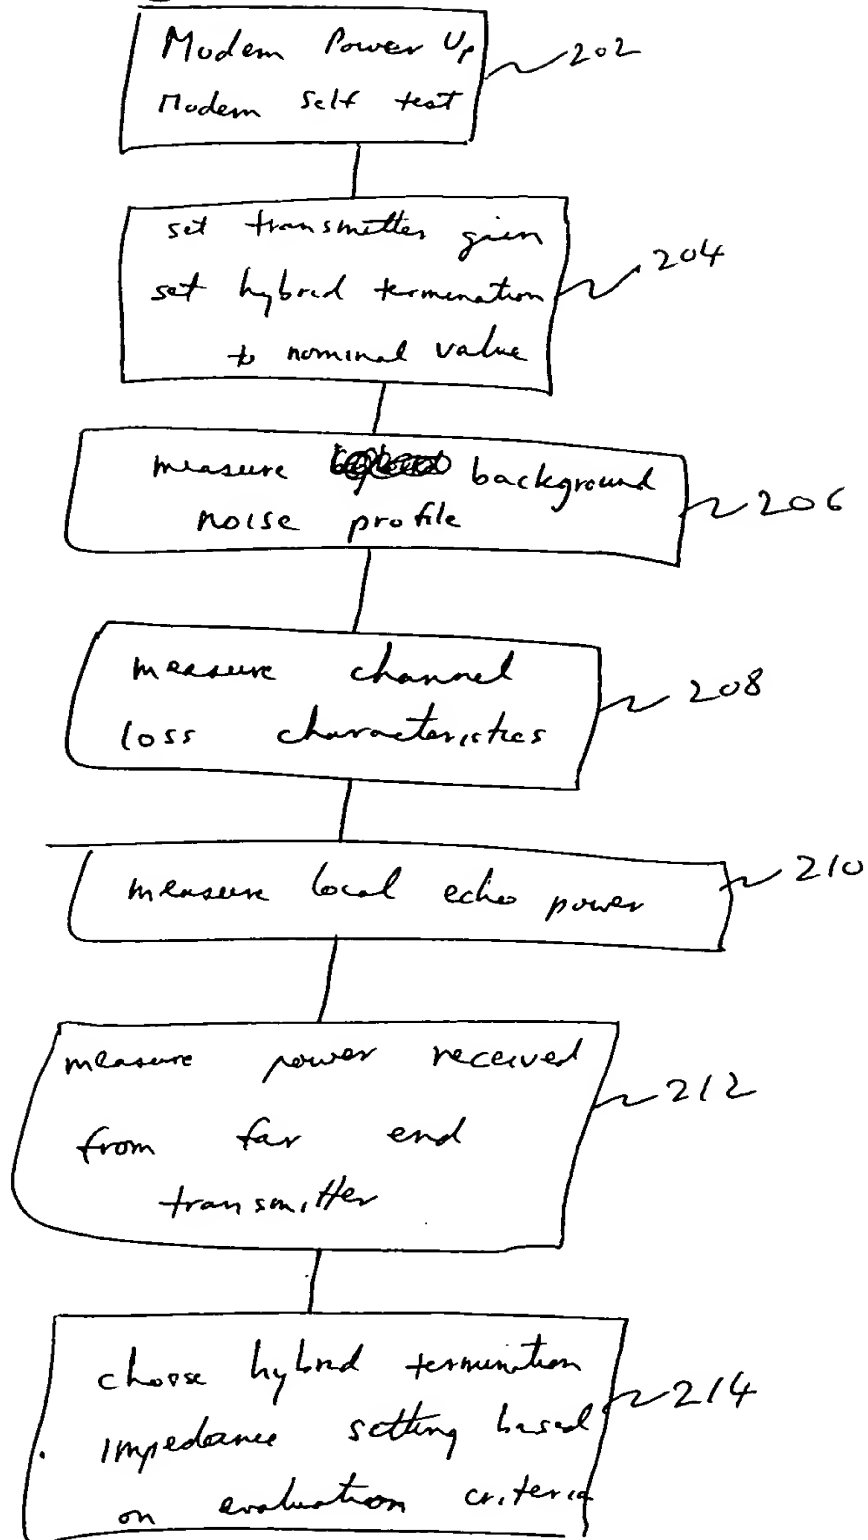 Modem Power Up
202
Modem Self test
set transmitter gain
204
set hybrid termination
to nominal value
measure background
206
noise profile
measure channel
208
loss characteristics
210
measure local echo power
measure power received
212
from far end
transmitter
choose hybrid termination
214
impedance setting based
on evaluation criteria